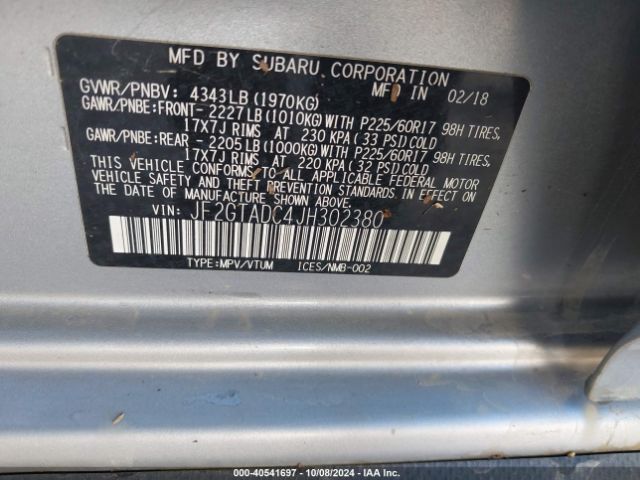 MFD BY SUBARU CORPORATION
GVWR/PNBV: 4343LB (1970KG) MFD IN 02/18
GAWR/PNBE:FRONT- 2227LB (1010KG) WITH P225/60R17 98H TIRES,
17X7J RIMS AT 230 KPA (33 PSI) COLD
GAWR/PNBE: REAR - 2205LB (1000KG) WITH P225/60R17 98H TIRES,
17X7J RIMS AT 220 KPA (32 PSI) COLD
THIS VEHICLE CONFORMS TO ALL APPLICABLE FEDERAL MOTOR
VEHICLE SAFETY, BUMPER, AND THEFT PREVENTION STANDARDS IN EFFECT ON
THE DATE OF MANUFACTURE SHOWN ABOVE.
VIN: JF2GTADC4JH302380
TYPE:MPV/VTUM ICES/NMB-002
000-40541697 - 10/08/2024 - IAA Inc.